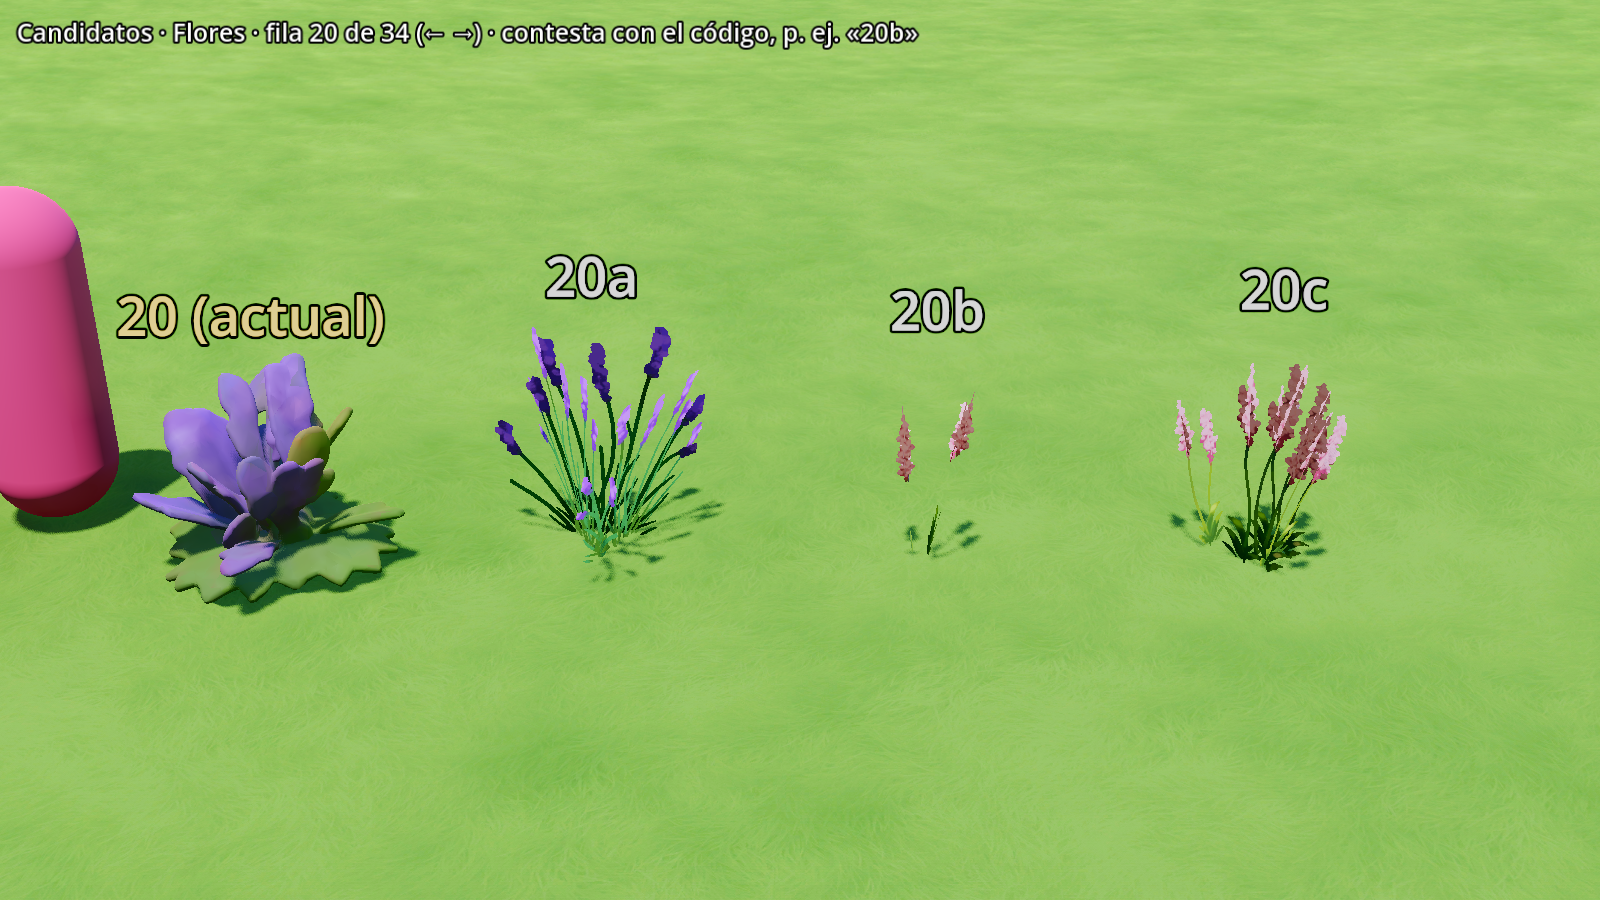 Candidatos · Flores · fila 20 de 34 (← →) · contesta con el código, p. ej. «20b»
20 (actual)
20a
20b
20c